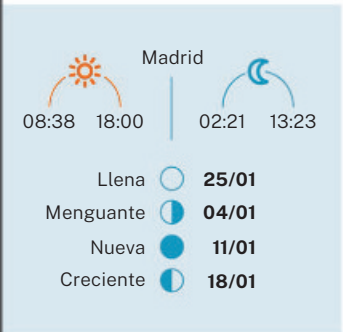 Madrid
08:38 18:00 02:21 13:23
Llena 25/01
Menguante 04/01
Nueva 11/01
Creciente 18/01